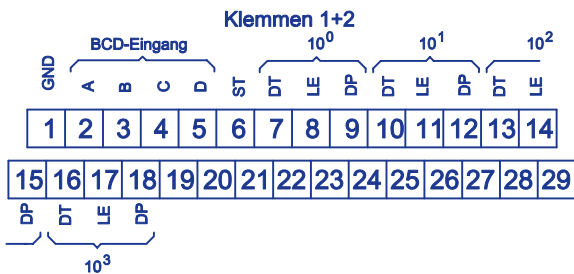 Klemmen 1+2
BCD-Eingang 10⁰ 10¹ 10²
GND A B C D ST DT LE DP DT LE DP DT LE
1 2 3 4 5 6 7 8 9 10 11 12 13 14
15 16 17 18 19 20 21 22 23 24 25 26 27 28 29
DP DT LE DP
10³